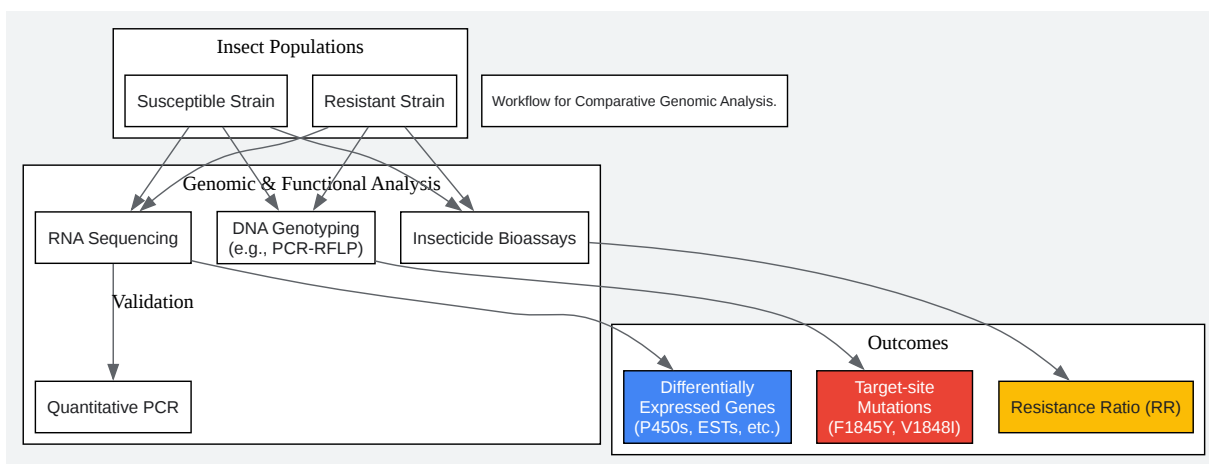 Insect Populations
Susceptible Strain
Resistant Strain
Workflow for Comparative Genomic Analysis.
Genomic & Functional Analysis
RNA Sequencing
DNA Genotyping
(e.g., PCR-RFLP)
Insecticide Bioassays
Validation
Quantitative PCR
Outcomes
Differentially
Expressed Genes
(P450s, ESTs, etc.)
Target-site
Mutations
(F1845Y, V1848I)
Resistance Ratio (RR)